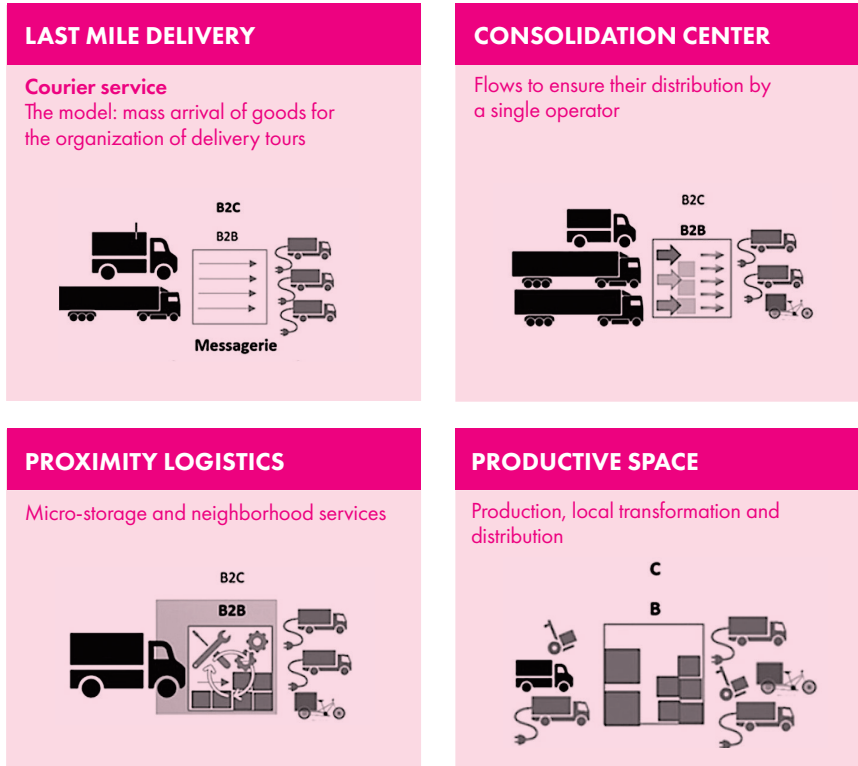 LAST MILE DELIVERY
Courier service
The model: mass arrival of goods for
the organization of delivery tours
B2C
B2B
Messagerie
CONSOLIDATION CENTER
Flows to ensure their distribution by
a single operator
B2C
B2B
PROXIMITY LOGISTICS
Micro-storage and neighborhood services
B2C
B2B
PRODUCTIVE SPACE
Production, local transformation and
distribution
C
B